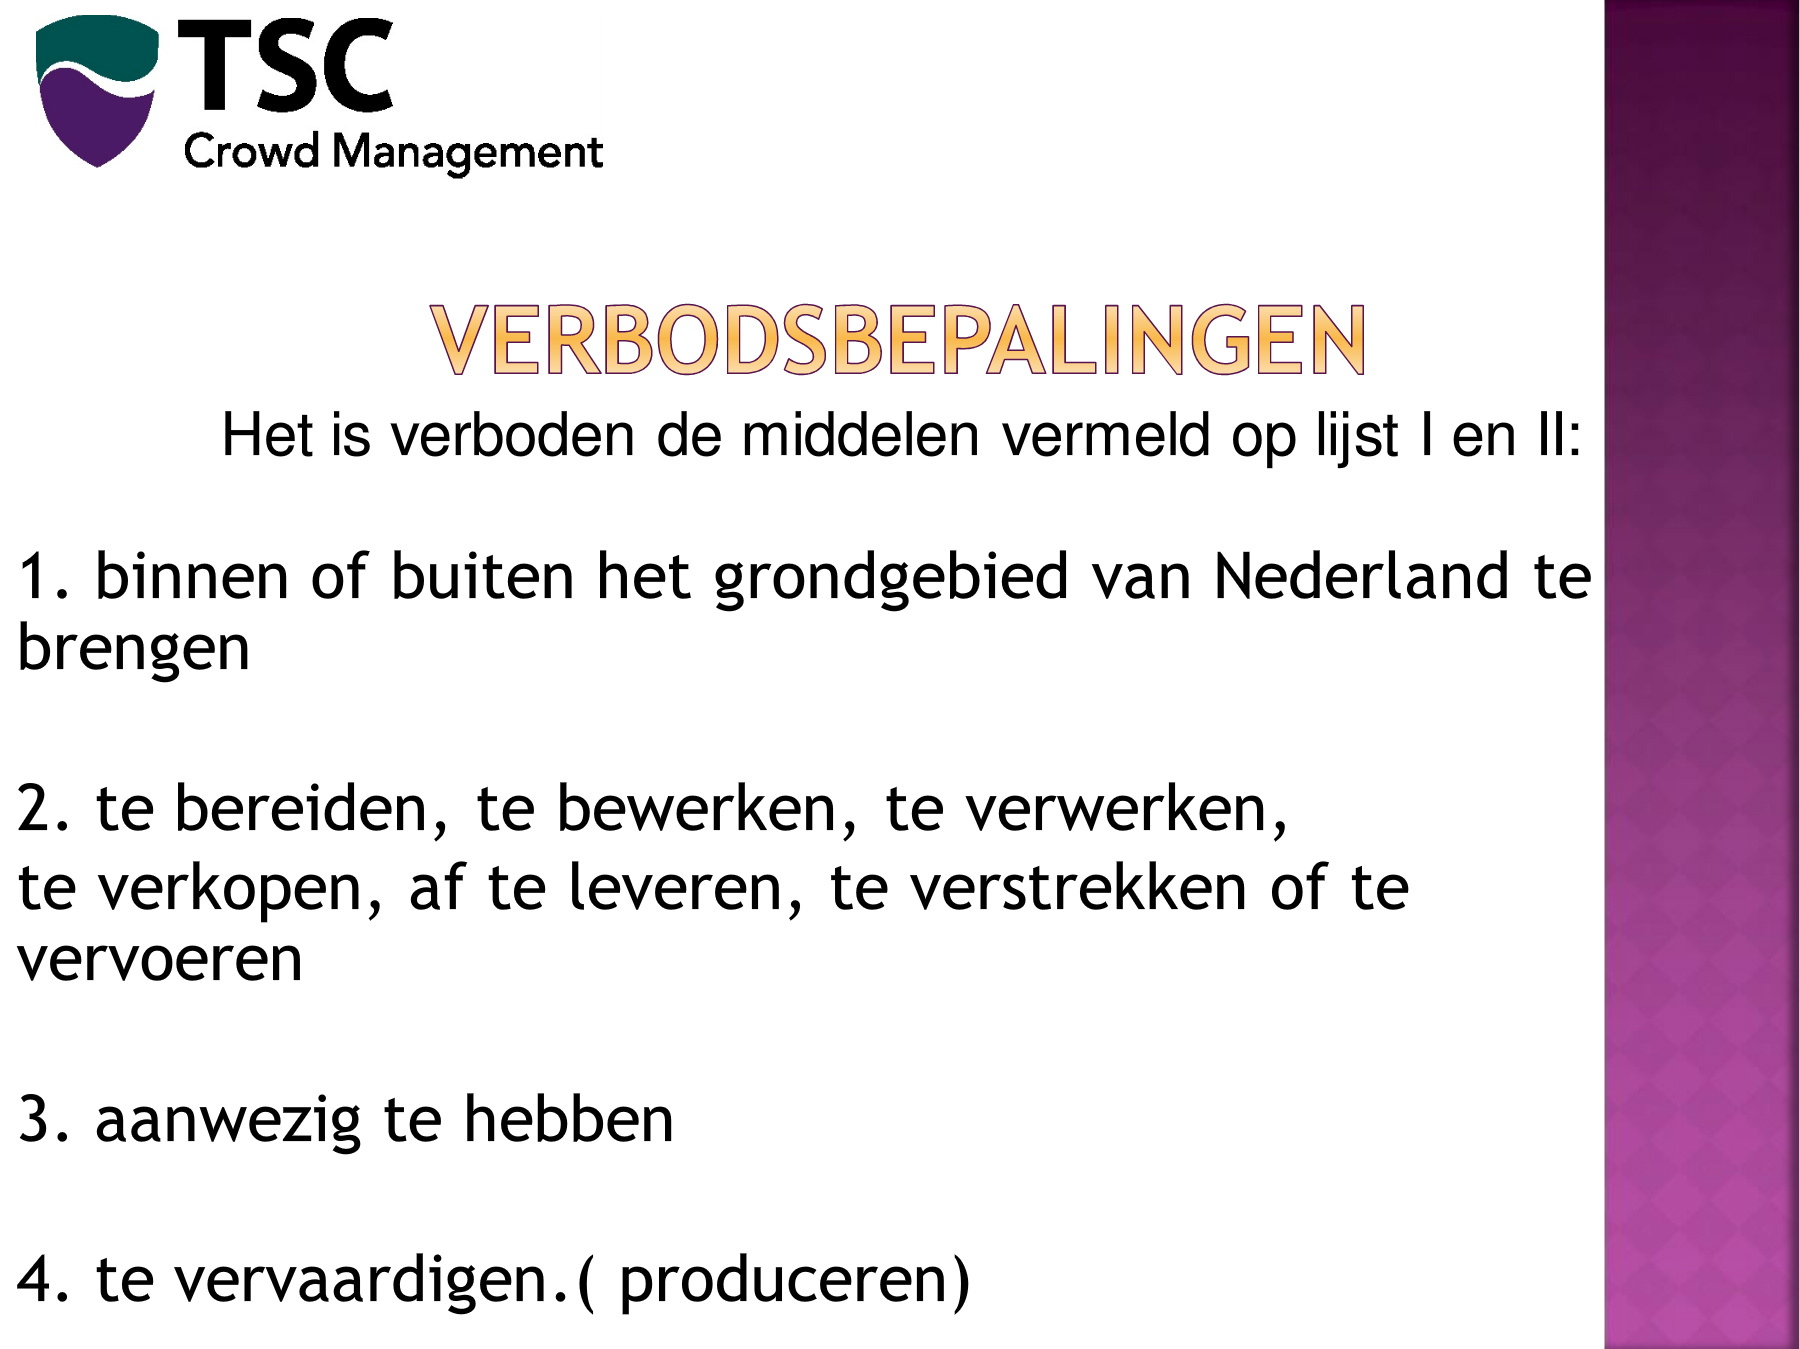 TSC
Crowd Management
VERBODSBEPALINGEN
Het is verboden de middelen vermeld op lijst I en II:
1. binnen of buiten het grondgebied van Nederland te
brengen
2. te bereiden, te bewerken, te verwerken,
te verkopen, af te leveren, te verstrekken of te
vervoeren
3. aanwezig te hebben
4. te vervaardigen.( produceren)